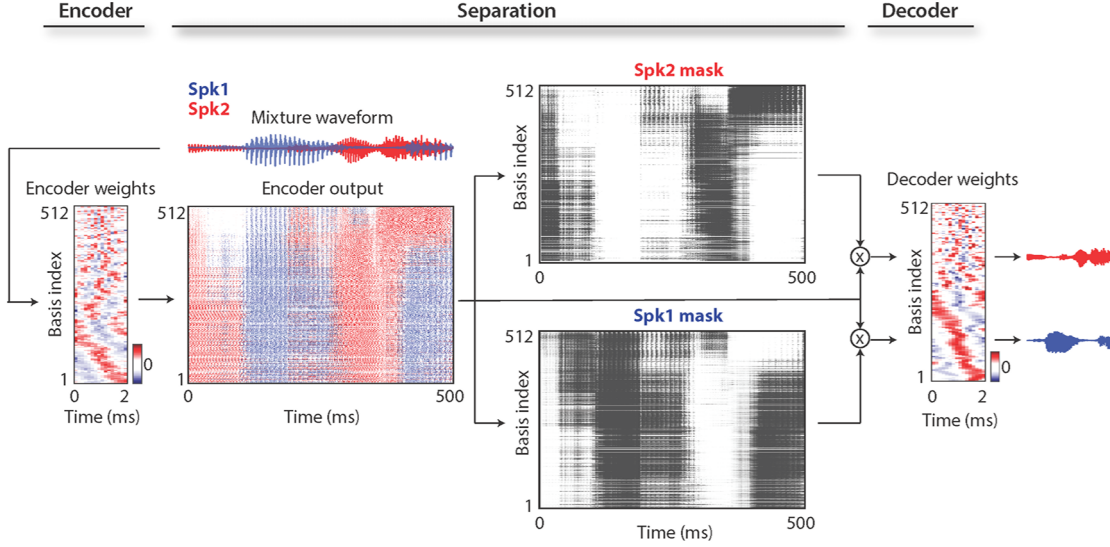 Encoder
Separation
Decoder
Spk1
Spk2
Mixture waveform
Encoder weights
512
Basis index
1
0
0
2
Time (ms)
Encoder output
512
1
0
500
Time (ms)
Spk2 mask
512
Basis index
1
0
500
Spk1 mask
512
Basis index
1
0
500
Time (ms)
X
X
Decoder weights
512
Basis index
1
0
0
2
Time (ms)